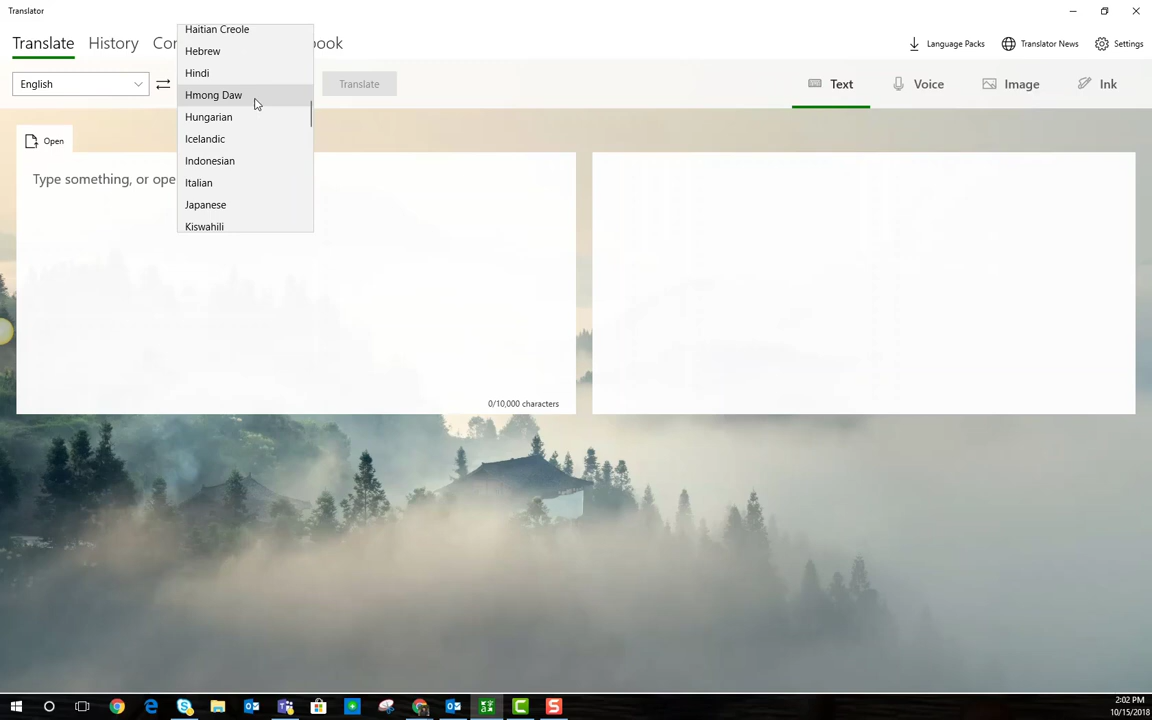 Translator
Translate History Con
book
Language Packs Translator News Settings
English
Translate
Text Voice Image Ink
Haitian Creole
Hebrew
Hindi
Hmong Daw
Hungarian
Icelandic
Indonesian
Italian
Japanese
Kiswahili
Open
Type something, or ope
0/10,000 characters
2:02 PM
10/15/2018